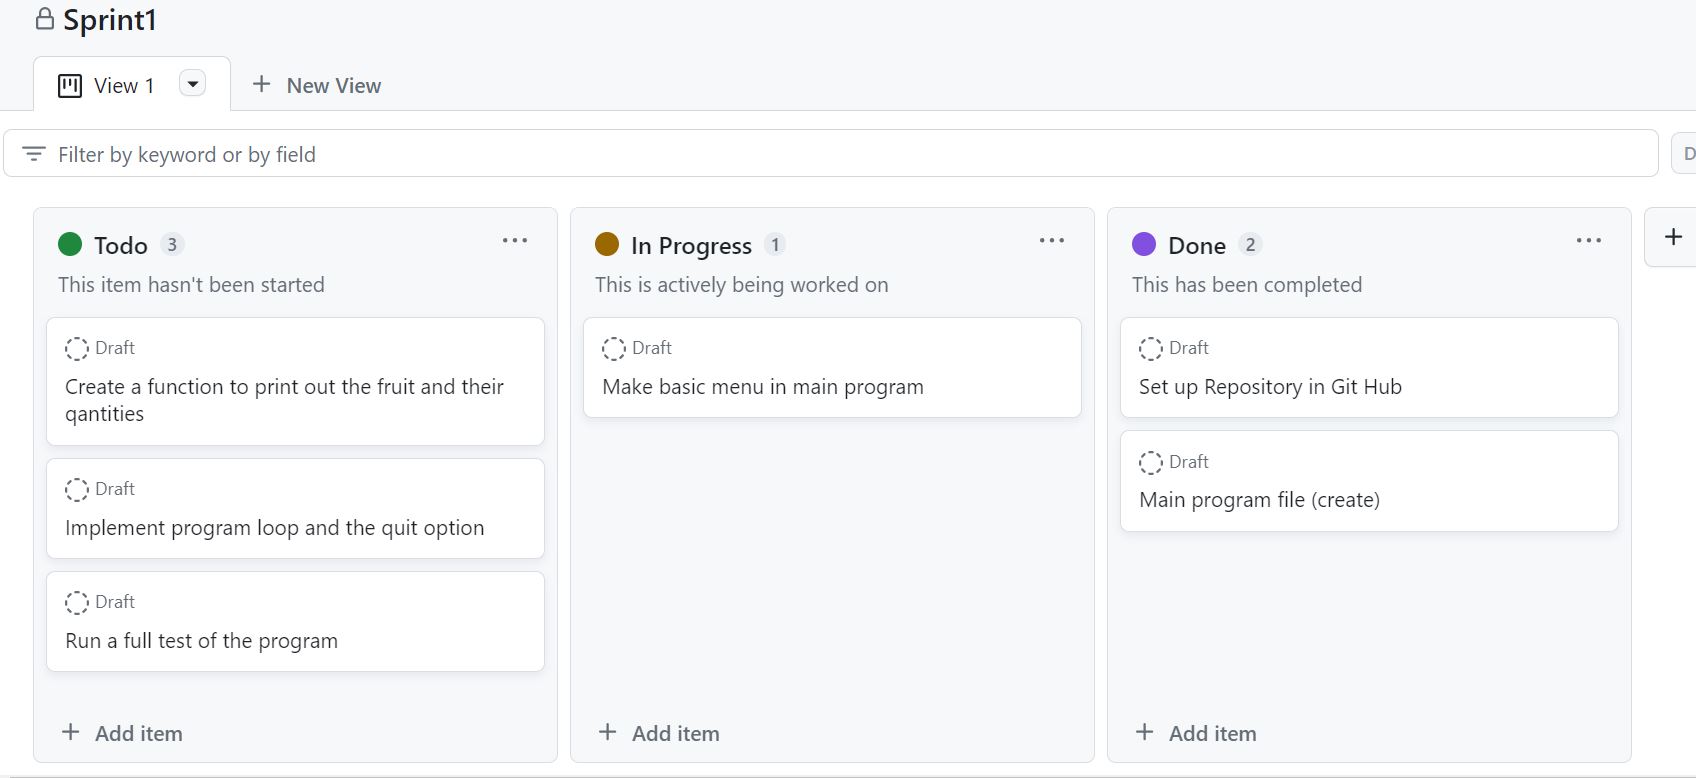 Sprint1
View 1
New View
Filter by keyword or by field
D
Todo 3
This item hasn't been started
Draft
Create a function to print out the fruit and their
qantities
Draft
Implement program loop and the quit option
Draft
Run a full test of the program
+ Add item
In Progress 1
This is actively being worked on
Draft
Make basic menu in main program
+ Add item
Done 2
This has been completed
Draft
Set up Repository in Git Hub
Draft
Main program file (create)
+ Add item